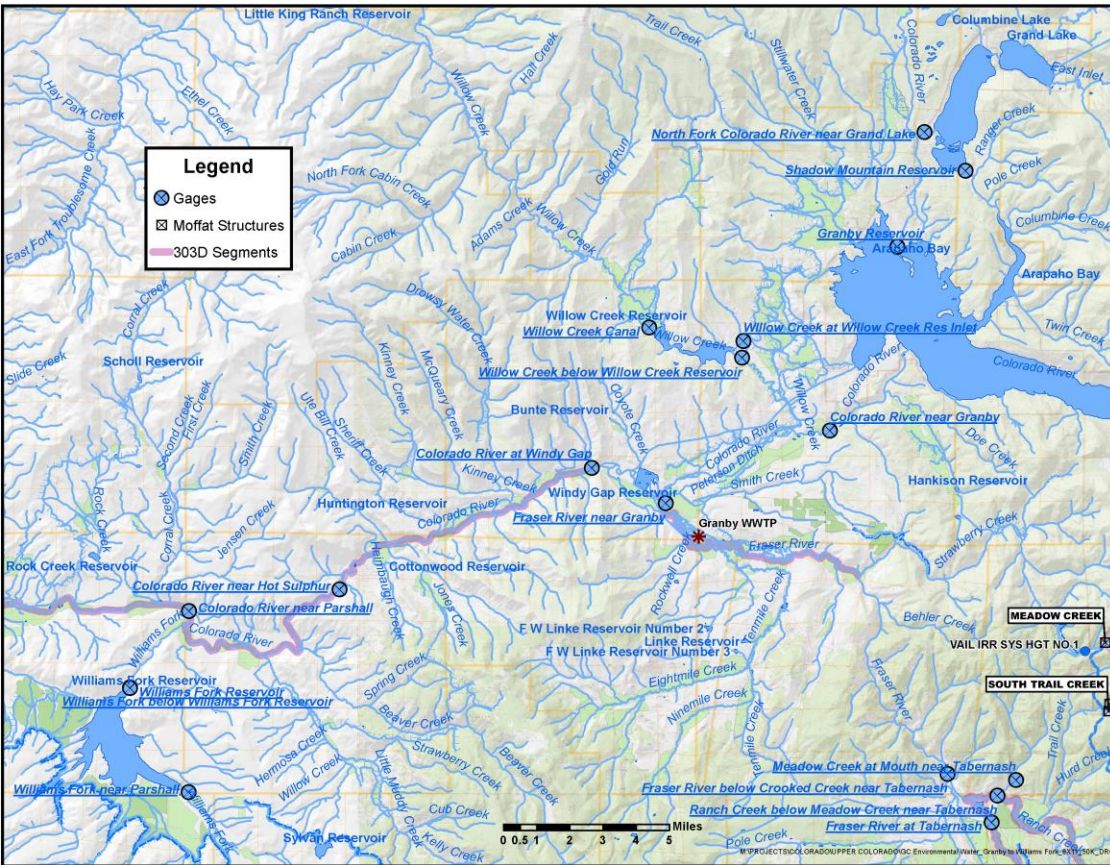 Little King Ranch Reservoir
Trail Creek
Columbine Lake
Grand Lake
Colorado River
East Inlet
Half Creek
Willow Creek
Stillwater Creek
Hay Park Creek
Ethel Creek
North Fork Colorado River near Grand Lake
Ranger Creek
Legend
Gages
Moffat Structures
303D Segments
Gold Run
Shadow Mountain Reservoir
Pole Creek
North Fork Cabin Creek
East Fork Troublesome Creek
Cabin Creek
Adams Creek
Willow Creek
Columbine Creek
Granby Reservoir
Arapaho Bay
Arapaho Bay
Corral Creek
Drowsy Water Creek
Willow Creek Reservoir
Willow Creek Canal
Willow Creek
Willow Creek at Willow Creek Res Inlet
Twin Creek
Slide Creek
Scholl Reservoir
Kinney Creek
McQueary Creek
Willow Creek below Willow Creek Reservoir
Colorado River
Colorado River
Second Creek
First Creek
Smith Creek
Ute Bill Creek
Sheriff Creek
Bunte Reservoir
Coyote Creek
Willow Creek
Colorado River near Granby
Doe Creek
Colorado River at Windy Gap
Colorado River
Peterson Ditch
Smith Creek
Hankison Reservoir
Rock Creek
Kinney Creek
Windy Gap Reservoir
Huntington Reservoir
Colorado River
Fraser River near Granby
Granby WWTP
Corral Creek
Jensen Creek
Fraser River
Strawberry Creek
Rock Creek Reservoir
Heimbaugh Creek
Cottonwood Reservoir
Rockwell Creek
Colorado River near Hot Sulphur
Colorado River near Parshall
Jones Creek
Tenmile Creek
Behler Creek
MEADOW CREEK
Williams Fork
Colorado River
F W Linke Reservoir Number 2
Linke Reservoir
F W Linke Reservoir Number 3
VAIL IRR SYS HGT NO 1
Spring Creek
Eightmile Creek
Fraser River
SOUTH TRAIL CREEK
Williams Fork Reservoir
Williams Fork Reservoir
Williams Fork below Williams Fork Reservoir
Beaver Creek
Ninemile Creek
Trail Creek
Hurd Creek
Hermosa Creek
Willow Creek
Little Muddy Creek
Strawberry Creek
Beaver Creek
Meadow Creek at Mouth near Tabernash
Fraser River below Crooked Creek near Tabernash
Williams Fork near Parshall
Williams Fork
Cub Creek
Ranch Creek below Meadow Creek near Tabernash
Fraser River at Tabernash
Ranch Creek
Sylvan Reservoir
Kelly Creek
0 0.5 1 2 3 4 5 Miles
Pole Creek